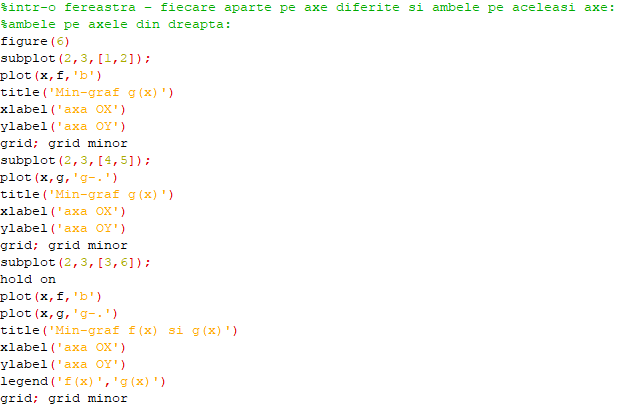 %intr-o fereastra - fiecare aparte pe axe diferite si ambele pe aceleasi axe:
%ambele pe axele din dreapta:
figure(6)
subplot(2,3,[1,2]);
plot(x,f,'b')
title('Min-graf g(x)')
xlabel('axa OX')
ylabel('axa OY')
grid; grid minor
subplot(2,3,[4,5]);
plot(x,g,'g-.')
title('Min-graf g(x)')
xlabel('axa OX')
ylabel('axa OY')
grid; grid minor
subplot(2,3,[3,6]);
hold on
plot(x,f,'b')
plot(x,g,'g-.')
title('Min-graf f(x) si g(x)')
xlabel('axa OX')
ylabel('axa OY')
legend('f(x)','g(x)')
grid; grid minor